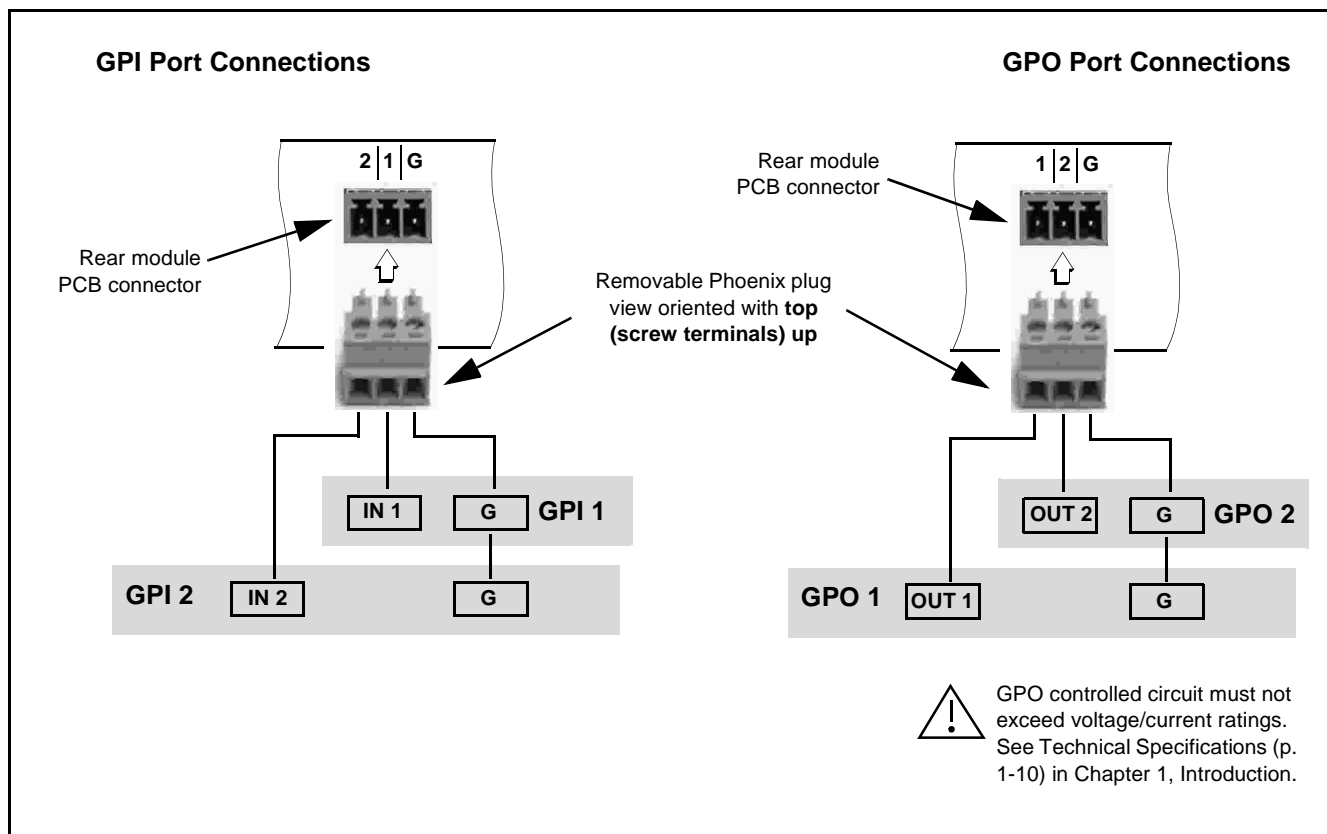 GPI Port Connections
2 1 G
Rear module
PCB connector
IN 1 G GPI 1
GPI 2 IN 2 G
Removable Phoenix plug
view oriented with top
(screw terminals) up
GPO Port Connections
1 2 G
Rear module
PCB connector
OUT 2 G GPO 2
GPO 1 OUT 1 G
GPO controlled circuit must not
exceed voltage/current ratings.
See Technical Specifications (p.
1-10) in Chapter 1, Introduction.